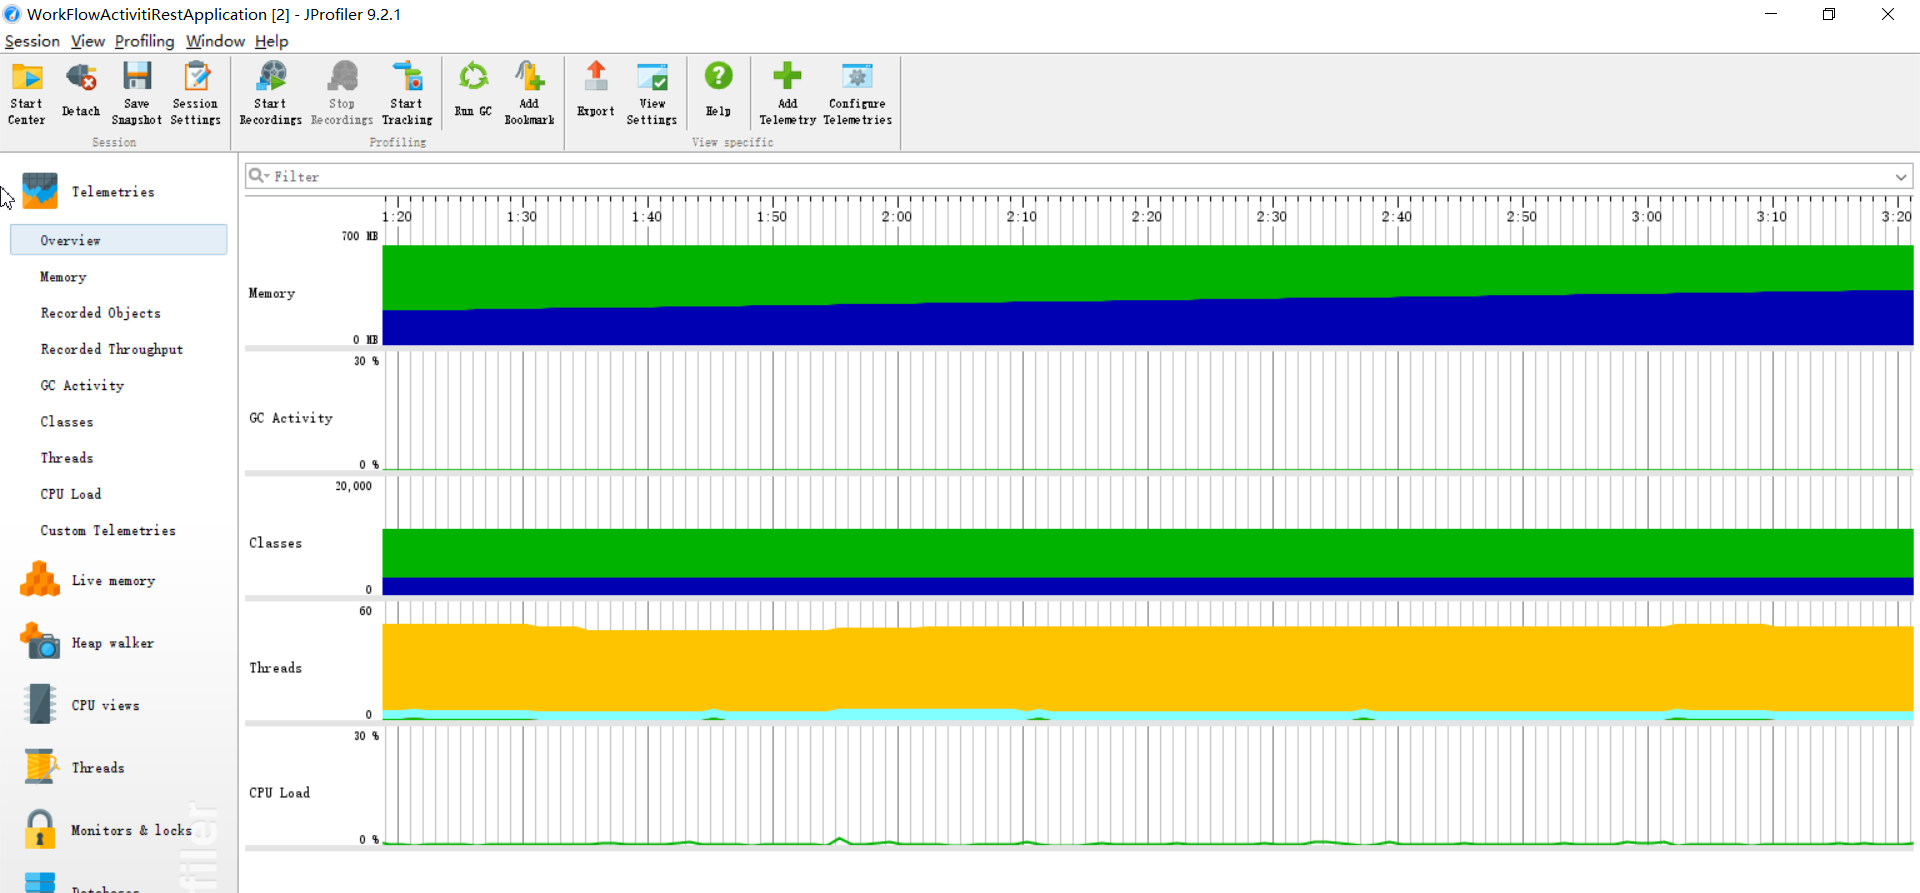 WorkFlowActivitiRestApplication [2] - JProfiler 9.2.1
Session View Profiling Window Help
Start Center
Detach
Save Snapshot
Session Settings
Start Recordings
Stop Recordings
Start Tracking
Run GC
Add Bookmark
Export
View Settings
Help
Add Telemetry
Configure Telemetries
Session
Profiling
View specific
Telemetries
Overview
Memory
Recorded Objects
Recorded Throughput
GC Activity
Classes
Threads
CPU Load
Custom Telemetries
Live memory
Heap walker
CPU views
Threads
Monitors & locks
Databases
filer
Filter
1:20 1:30 1:40 1:50 2:00 2:10 2:20 2:30 2:40 2:50 3:00 3:10 3:20
700 MB
Memory
0 MB
30 %
GC Activity
0 %
20,000
Classes
0
60
Threads
0
30 %
CPU Load
0 %